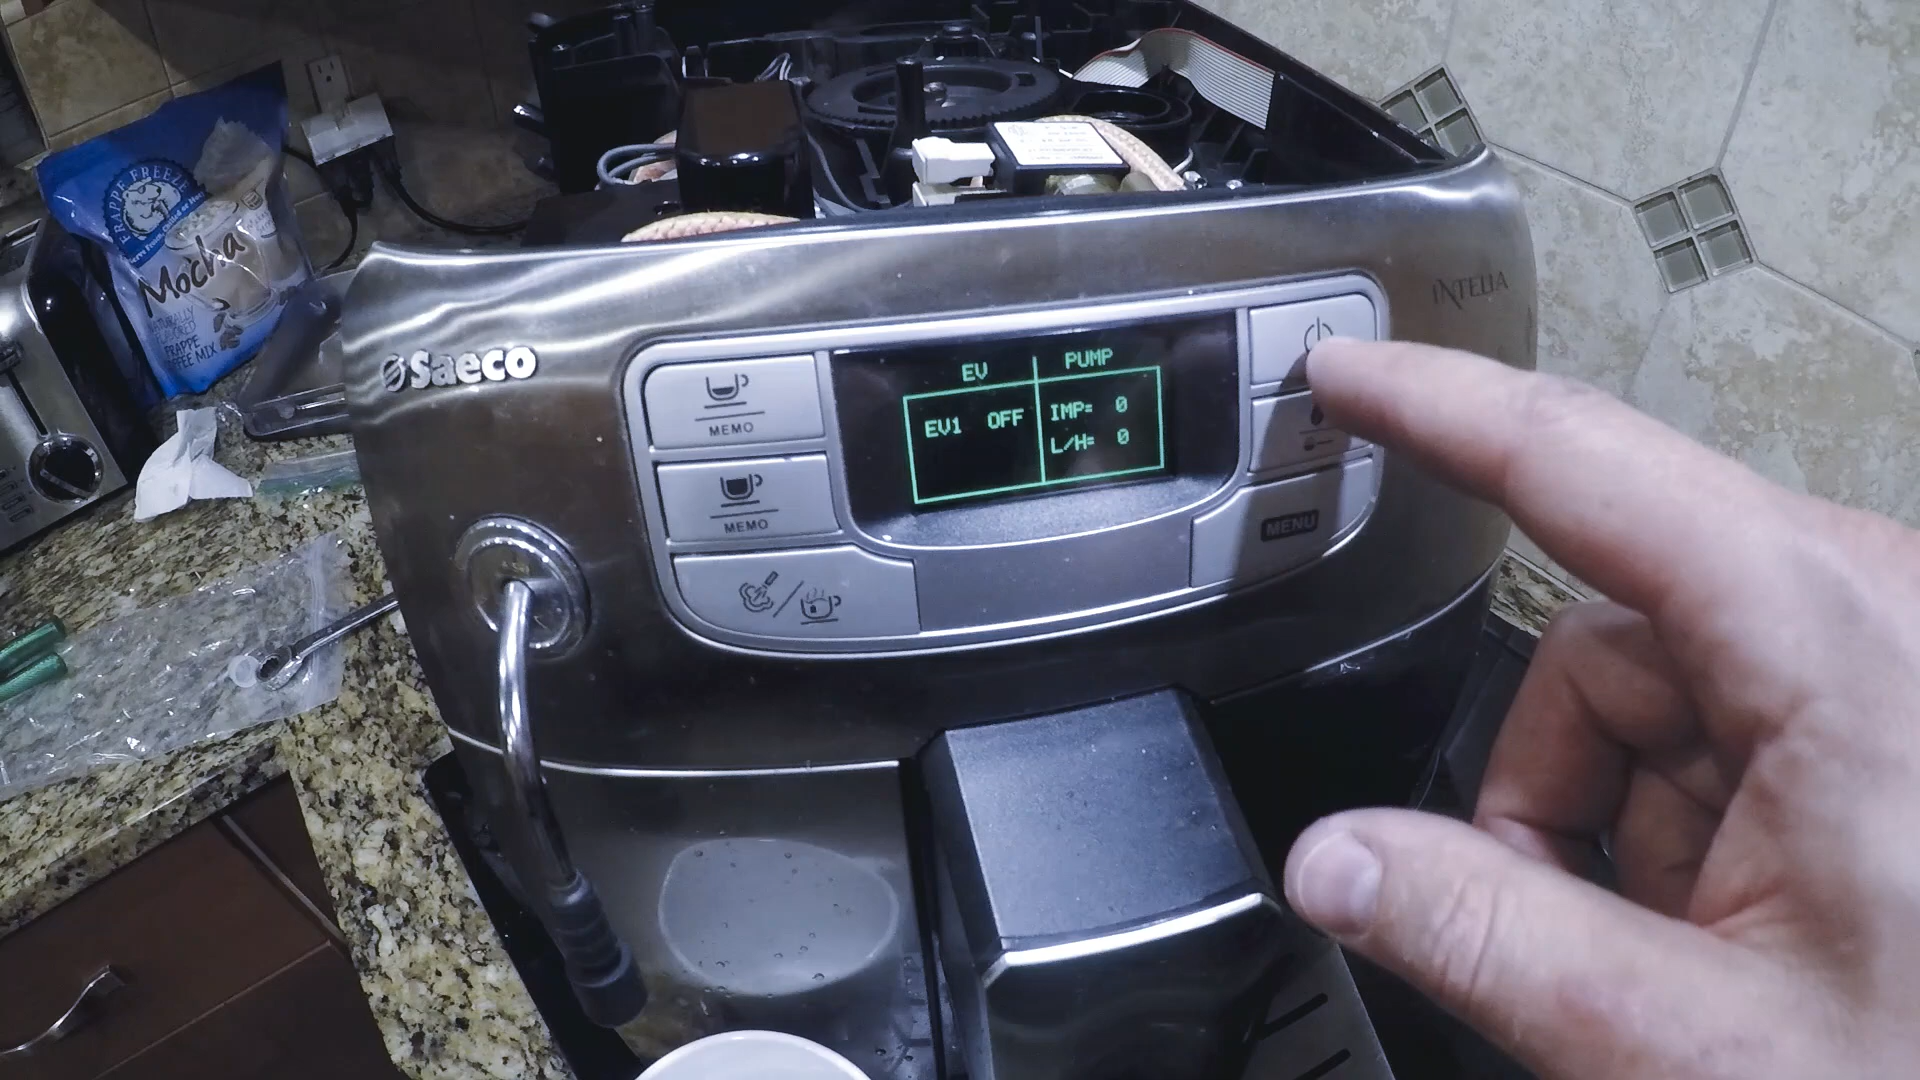 FRAPPE FREEZE
Mocha
NATURALLY
FLAVORED
FRAPPE
COFFEE MIX
INTELIA
Saeco
MEMO
MEMO
EV PUMP
EV1 OFF IMP= 0
L/H= 0
MENU